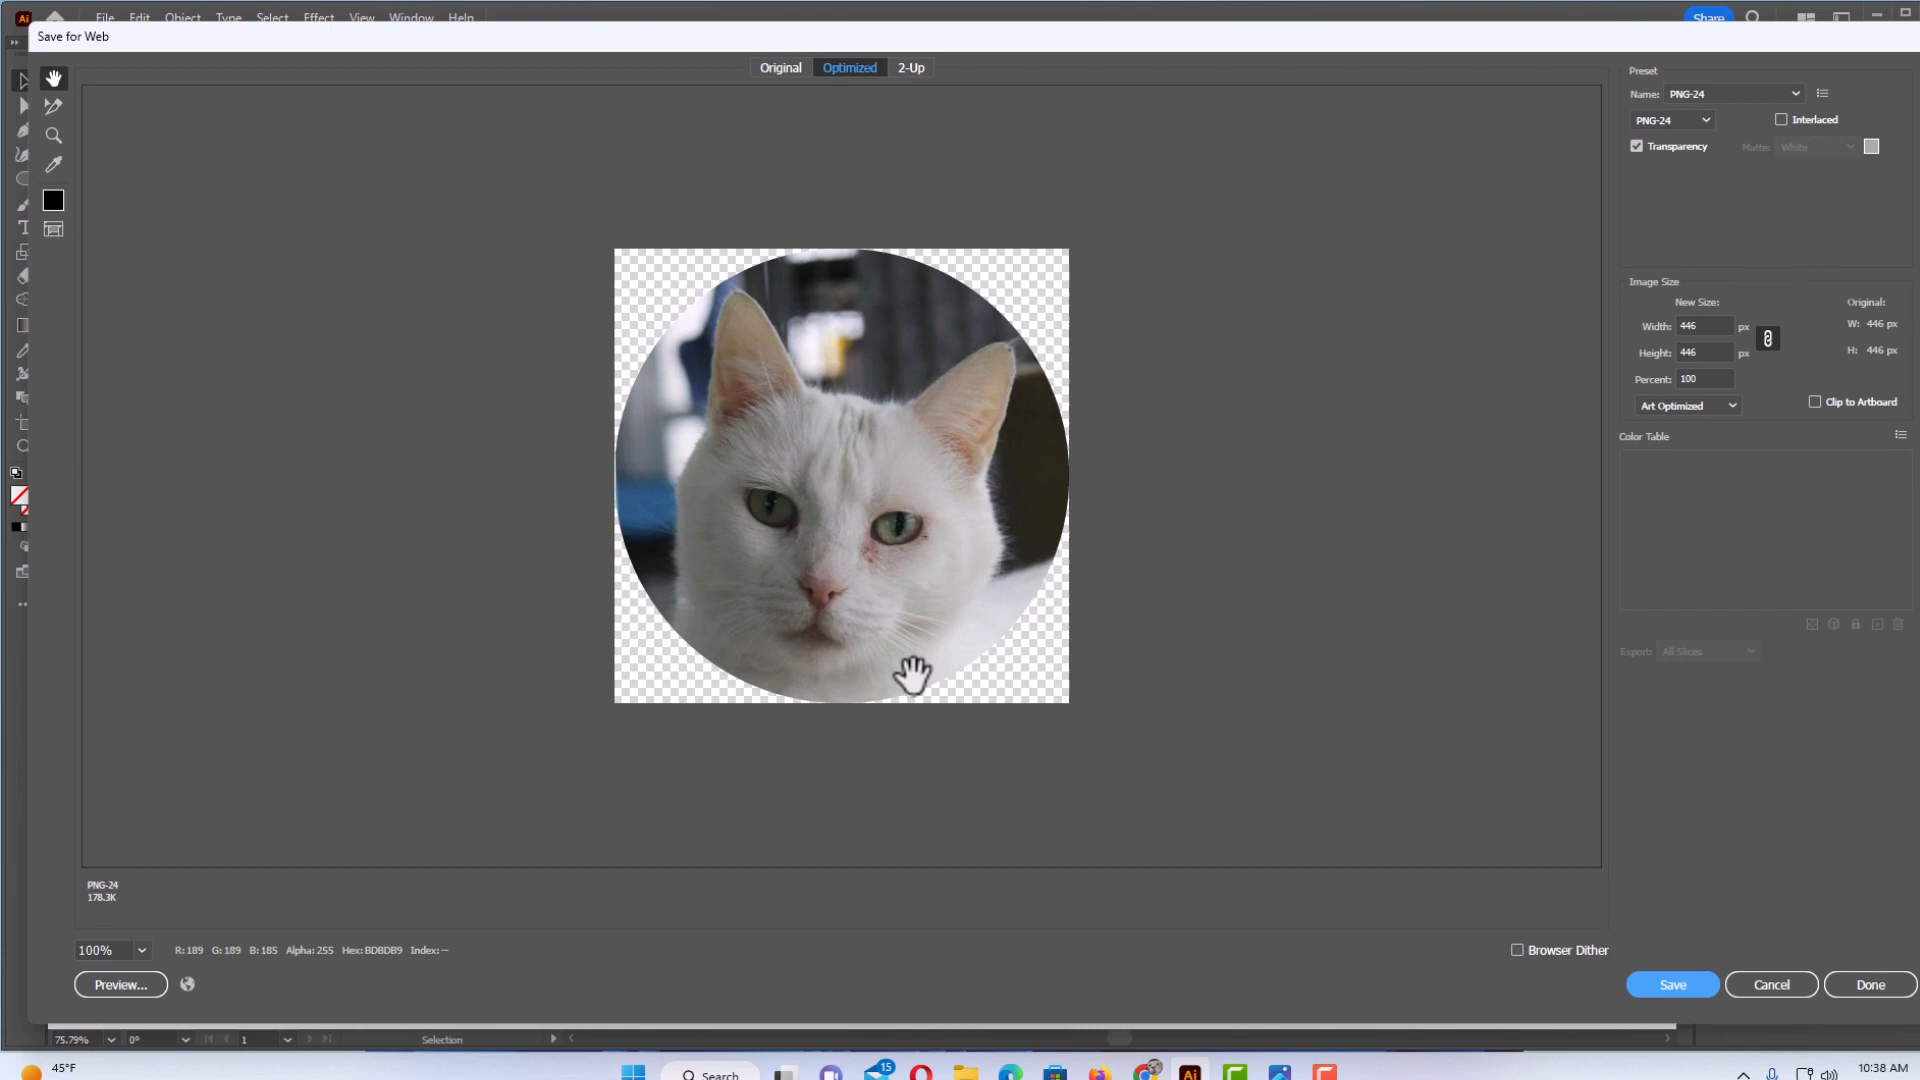 Ai File Edit Object Type Select Effect View Window Help Share
Save for Web
Original Optimized 2-Up
Preset
Name: PNG-24
PNG-24 Interlaced
Transparency Matte: White
Image Size
New Size: Original:
Width: 446 px W: 446 px
Height: 446 px H: 446 px
Percent: 100
Art Optimized Clip to Artboard
Color Table
Export: All Slices
PNG-24
178.3K
100% R: 189 G: 189 B: 185 Alpha: 255 Hex: BDBDB9 Index: -- Browser Dither
Preview... Save Cancel Done
75.79% 0° 1 Selection
45°F 15 Search Ai 10:38 AM